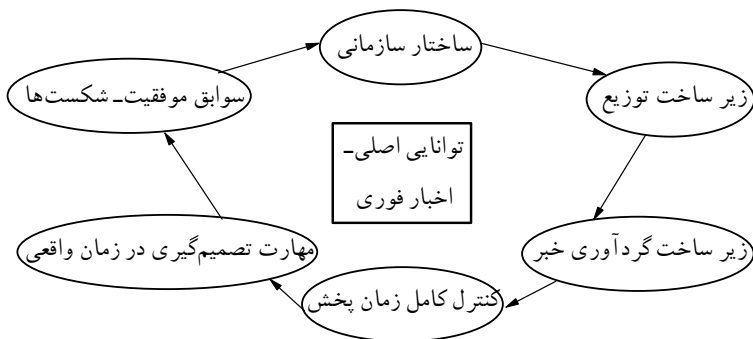 ساختار سازمانی
سوابق موفقیت ـ شکست‌ها
زیر ساخت توزیع
توانایی اصلی ـ
اخبار فوری
مهارت تصمیم‌گیری در زمان واقعی
زیر ساخت گردآوری خبر
کنترل کامل زمان پخش